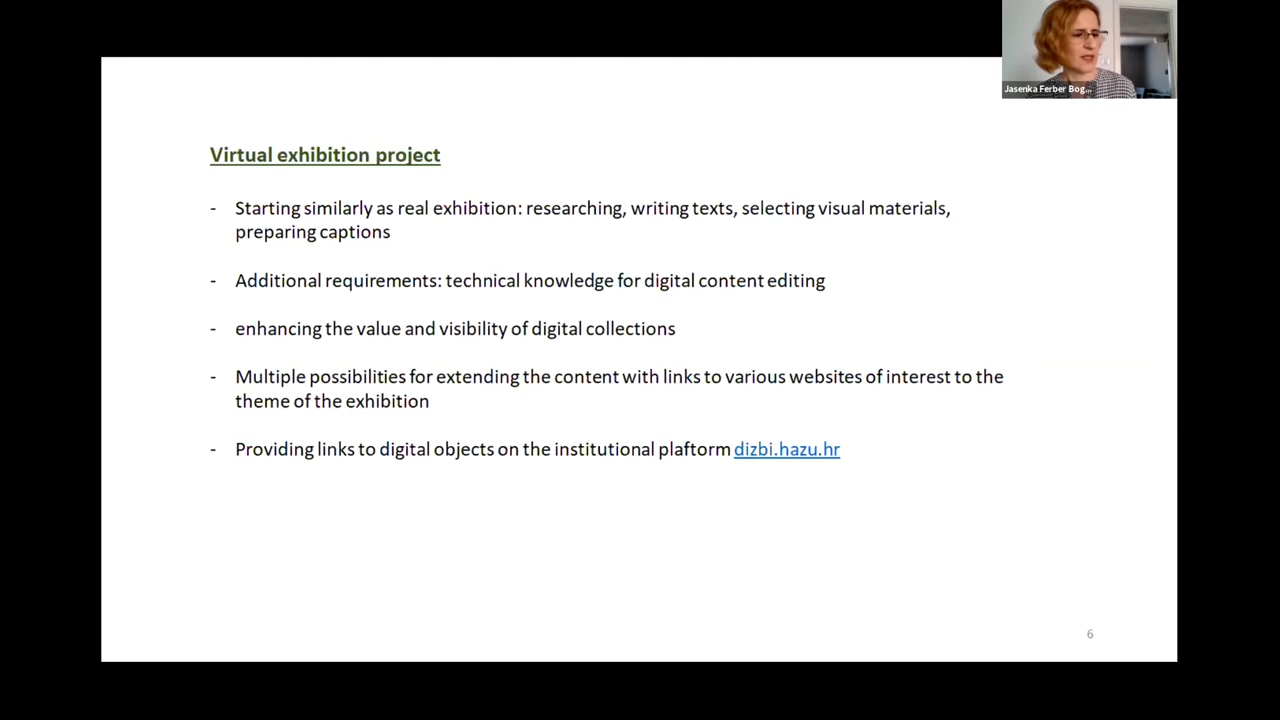 Jasenka Ferber Bog...
Virtual exhibition project
- Starting similarly as real exhibition: researching, writing texts, selecting visual materials,
preparing captions
- Additional requirements: technical knowledge for digital content editing
- enhancing the value and visibility of digital collections
- Multiple possibilities for extending the content with links to various websites of interest to the
theme of the exhibition
- Providing links to digital objects on the institutional plaftorm dizbi.hazu.hr
6